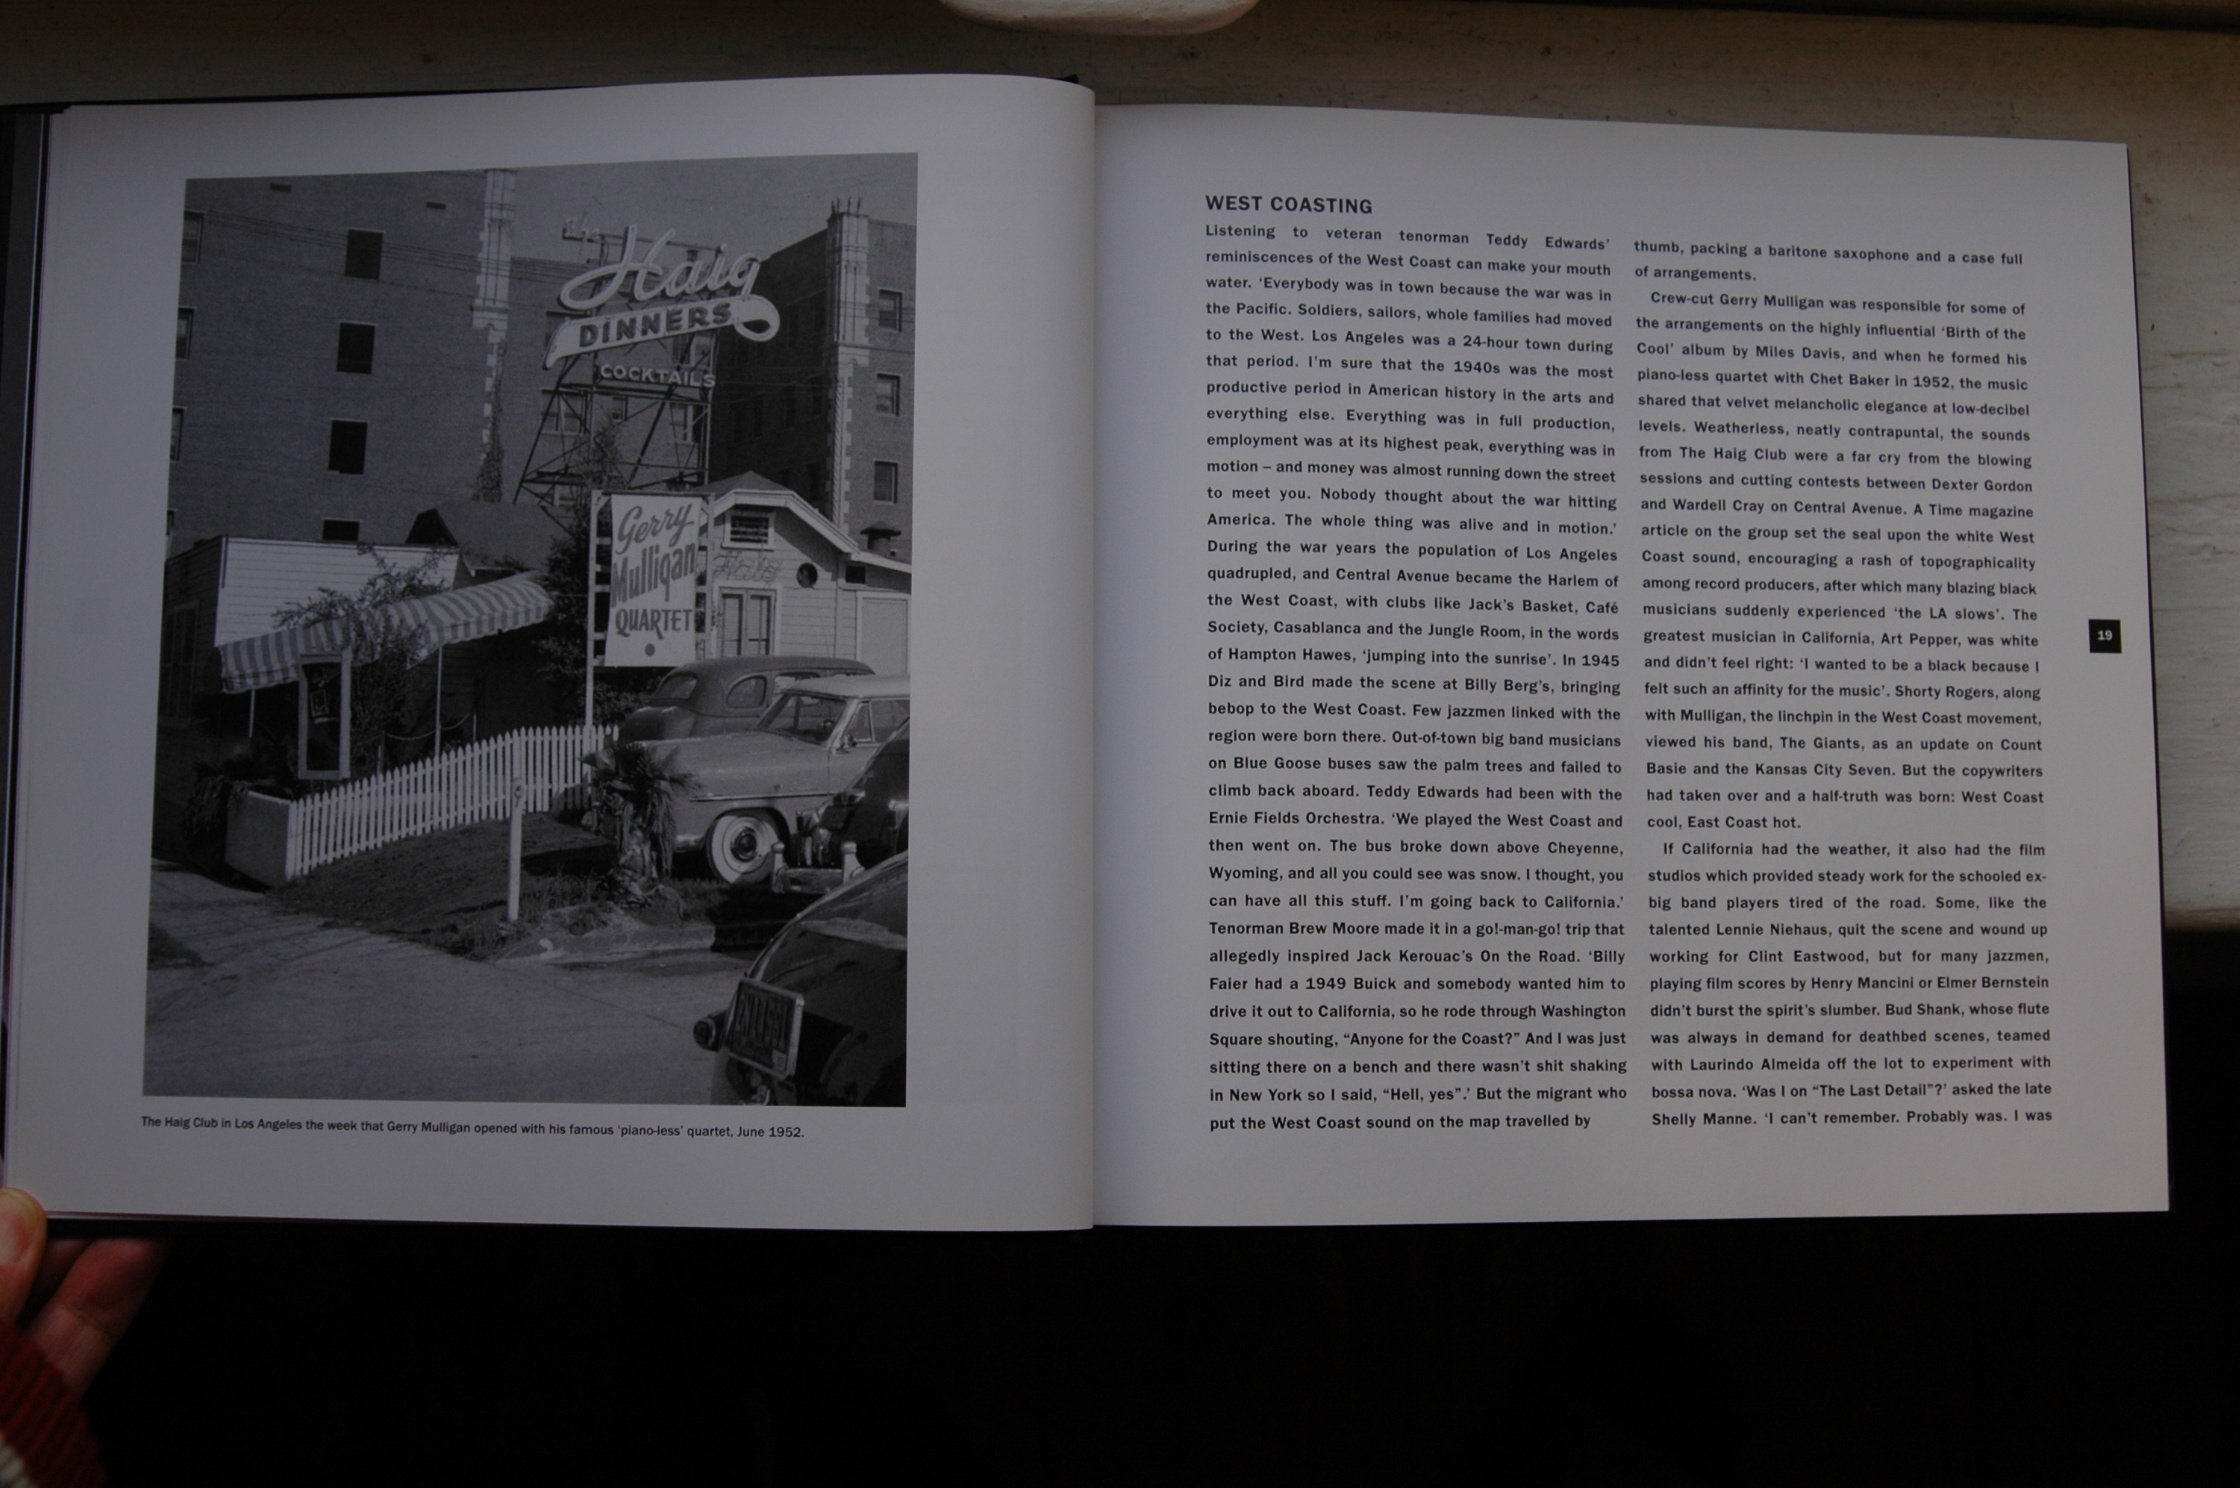 the
Haig
DINNERS
COCKTAILS
Gerry
Mulligan
QUARTET
The Haig Club in Los Angeles the week that Gerry Mulligan opened with his famous ‘piano-less’ quartet, June 1952.
WEST COASTING
Listening to veteran tenorman Teddy Edwards’
reminiscences of the West Coast can make your mouth
water. ‘Everybody was in town because the war was in
the Pacific. Soldiers, sailors, whole families had moved
to the West. Los Angeles was a 24-hour town during
that period. I’m sure that the 1940s was the most
productive period in American history in the arts and
everything else. Everything was in full production,
employment was at its highest peak, everything was in
motion – and money was almost running down the street
to meet you. Nobody thought about the war hitting
America. The whole thing was alive and in motion.’
During the war years the population of Los Angeles
quadrupled, and Central Avenue became the Harlem of
the West Coast, with clubs like Jack’s Basket, Café
Society, Casablanca and the Jungle Room, in the words
of Hampton Hawes, ‘jumping into the sunrise’. In 1945
Diz and Bird made the scene at Billy Berg’s, bringing
bebop to the West Coast. Few jazzmen linked with the
region were born there. Out-of-town big band musicians
on Blue Goose buses saw the palm trees and failed to
climb back aboard. Teddy Edwards had been with the
Ernie Fields Orchestra. ‘We played the West Coast and
then went on. The bus broke down above Cheyenne,
Wyoming, and all you could see was snow. I thought, you
can have all this stuff. I’m going back to California.’
Tenorman Brew Moore made it in a go!-man-go! trip that
allegedly inspired Jack Kerouac’s On the Road. ‘Billy
Faier had a 1949 Buick and somebody wanted him to
drive it out to California, so he rode through Washington
Square shouting, “Anyone for the Coast?” And I was just
sitting there on a bench and there wasn’t shit shaking
in New York so I said, “Hell, yes”.’ But the migrant who
put the West Coast sound on the map travelled by
thumb, packing a baritone saxophone and a case full
of arrangements.
Crew-cut Gerry Mulligan was responsible for some of
the arrangements on the highly influential ‘Birth of the
Cool’ album by Miles Davis, and when he formed his
piano-less quartet with Chet Baker in 1952, the music
shared that velvet melancholic elegance at low-decibel
levels. Weatherless, neatly contrapuntal, the sounds
from The Haig Club were a far cry from the blowing
sessions and cutting contests between Dexter Gordon
and Wardell Cray on Central Avenue. A Time magazine
article on the group set the seal upon the white West
Coast sound, encouraging a rash of topographicality
among record producers, after which many blazing black
musicians suddenly experienced ‘the LA slows’. The
greatest musician in California, Art Pepper, was white
and didn’t feel right: ‘I wanted to be a black because I
felt such an affinity for the music’. Shorty Rogers, along
with Mulligan, the linchpin in the West Coast movement,
viewed his band, The Giants, as an update on Count
Basie and the Kansas City Seven. But the copywriters
had taken over and a half-truth was born: West Coast
cool, East Coast hot.
If California had the weather, it also had the film
studios which provided steady work for the schooled ex-
big band players tired of the road. Some, like the
talented Lennie Niehaus, quit the scene and wound up
working for Clint Eastwood, but for many jazzmen,
playing film scores by Henry Mancini or Elmer Bernstein
didn’t burst the spirit’s slumber. Bud Shank, whose flute
was always in demand for deathbed scenes, teamed
with Laurindo Almeida off the lot to experiment with
bossa nova. ‘Was I on “The Last Detail”?’ asked the late
Shelly Manne. ‘I can’t remember. Probably was. I was
19